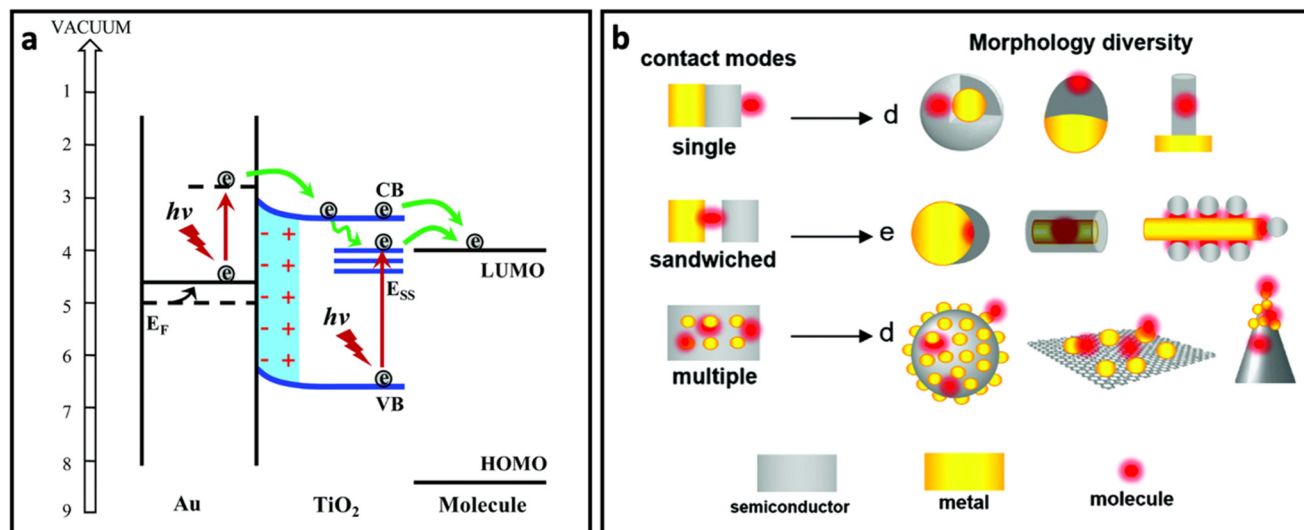 a
VACUUM
1
2
3
4
5
6
7
8
9
hν
e
e
E_F
- +
- +
- +
- +
- +
e
CB
e
e
E_SS
hν
e
VB
e
LUMO
HOMO
Au
TiO₂
Molecule
b
contact modes
Morphology diversity
single
d
sandwiched
e
multiple
d
semiconductor
metal
molecule